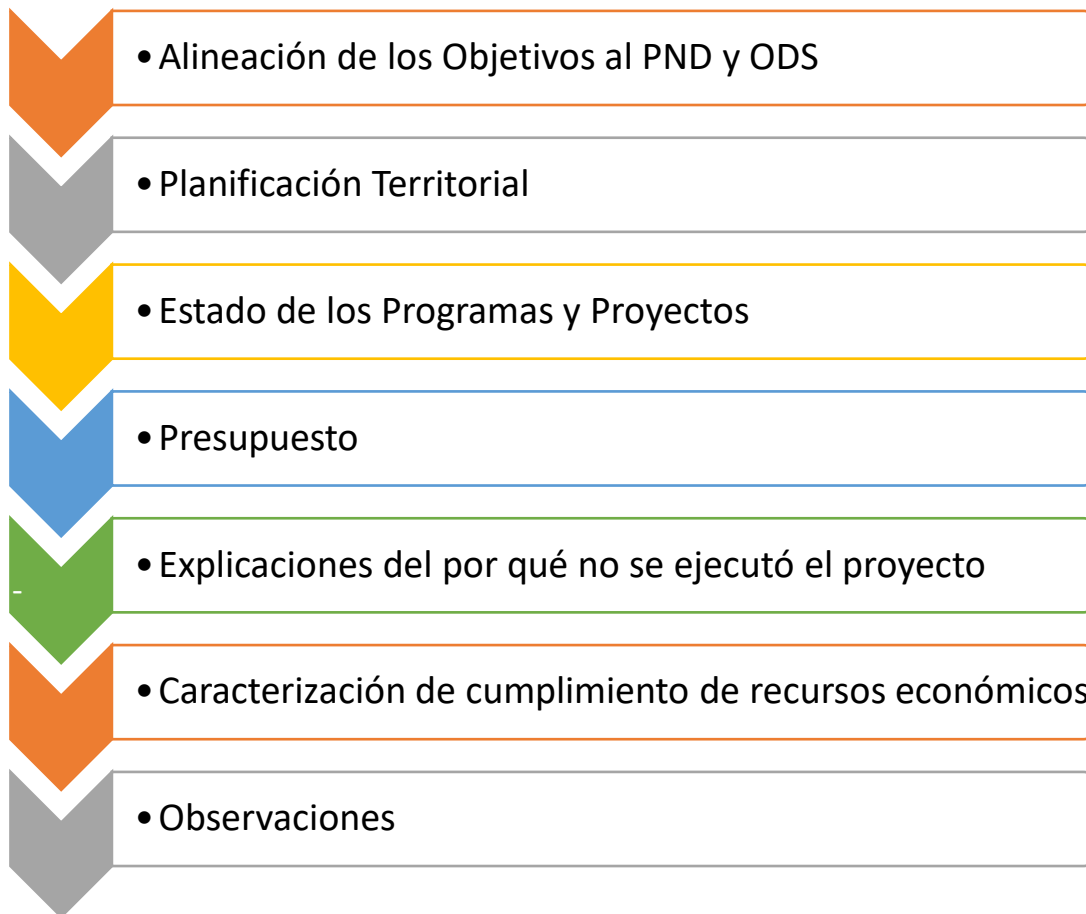 • Alineación de los Objetivos al PND y ODS
• Planificación Territorial
• Estado de los Programas y Proyectos
• Presupuesto
-
• Explicaciones del por qué no se ejecutó el proyecto
• Caracterización de cumplimiento de recursos económicos
• Observaciones